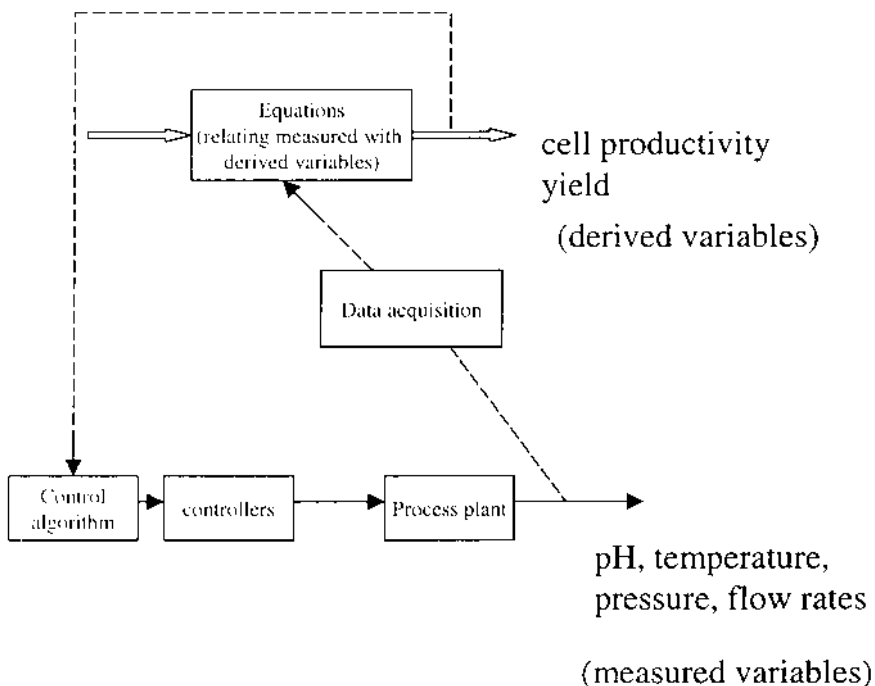 Equations
(relating measured with
derived variables)
cell productivity
yield
(derived variables)
Data acquisition
Control
algorithm
controllers
Process plant
pH, temperature,
pressure, flow rates
(measured variables)